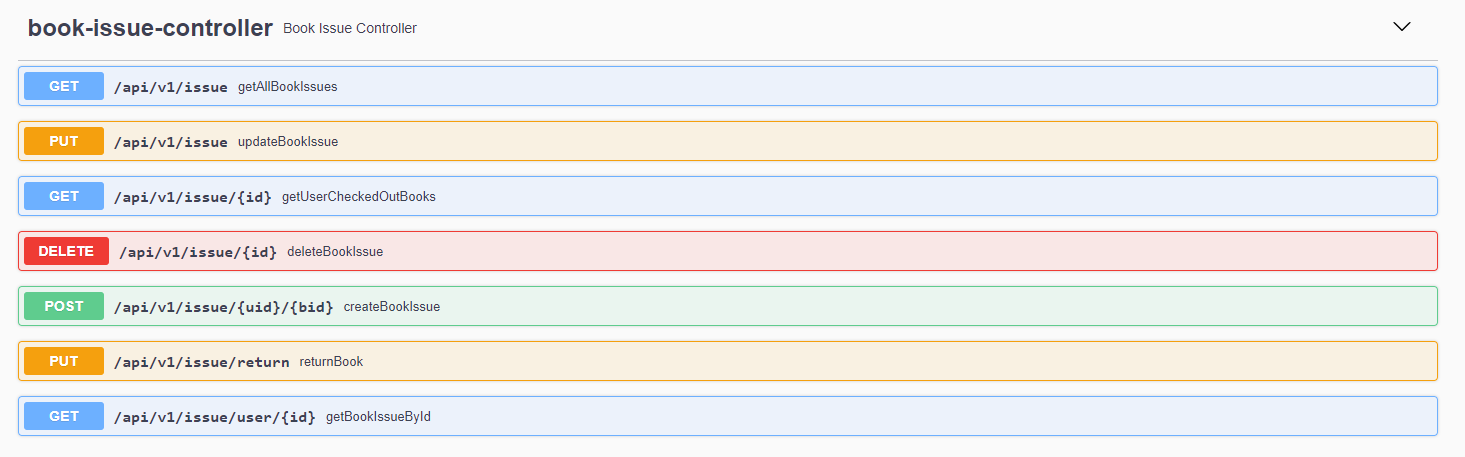 book-issue-controller Book Issue Controller
GET /api/v1/issue getAllBookIssues
PUT /api/v1/issue updateBookIssue
GET /api/v1/issue/{id} getUserCheckedOutBooks
DELETE /api/v1/issue/{id} deleteBookIssue
POST /api/v1/issue/{uid}/{bid} createBookIssue
PUT /api/v1/issue/return returnBook
GET /api/v1/issue/user/{id} getBookIssueById